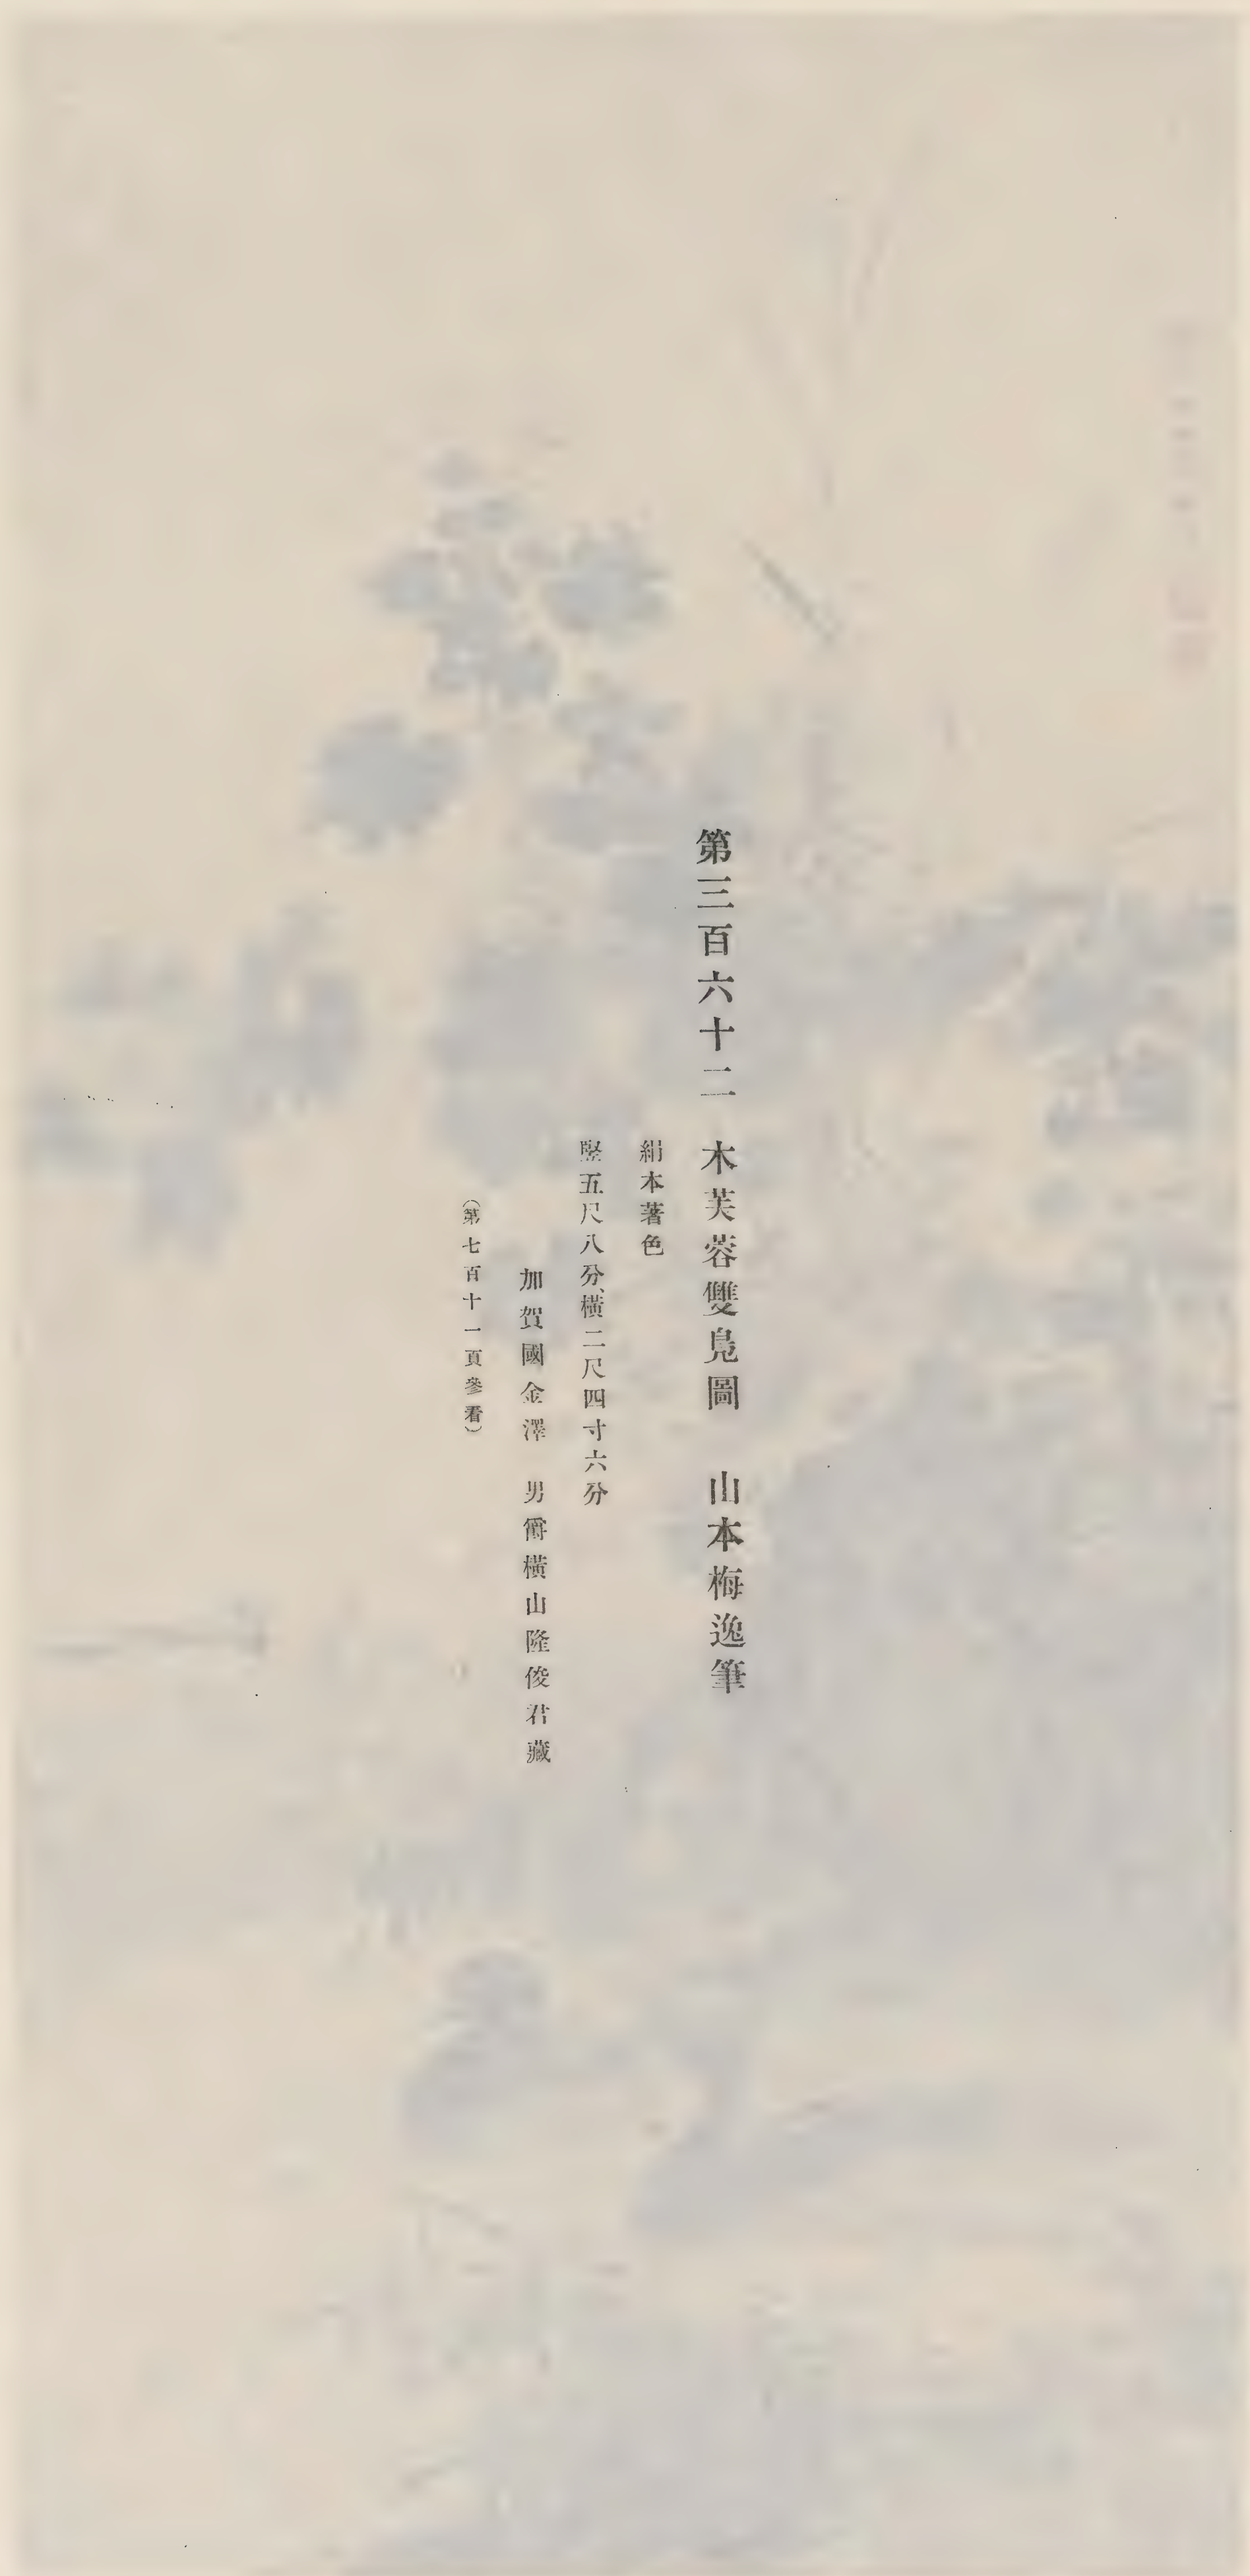 第三百六十二 木芙蓉雙鳧圖 山本梅逸筆
絹本著色
竪五尺八分、橫二尺四寸六分
加賀國金澤 男爵橫山隆俊君藏
(第七百十一頁參看)